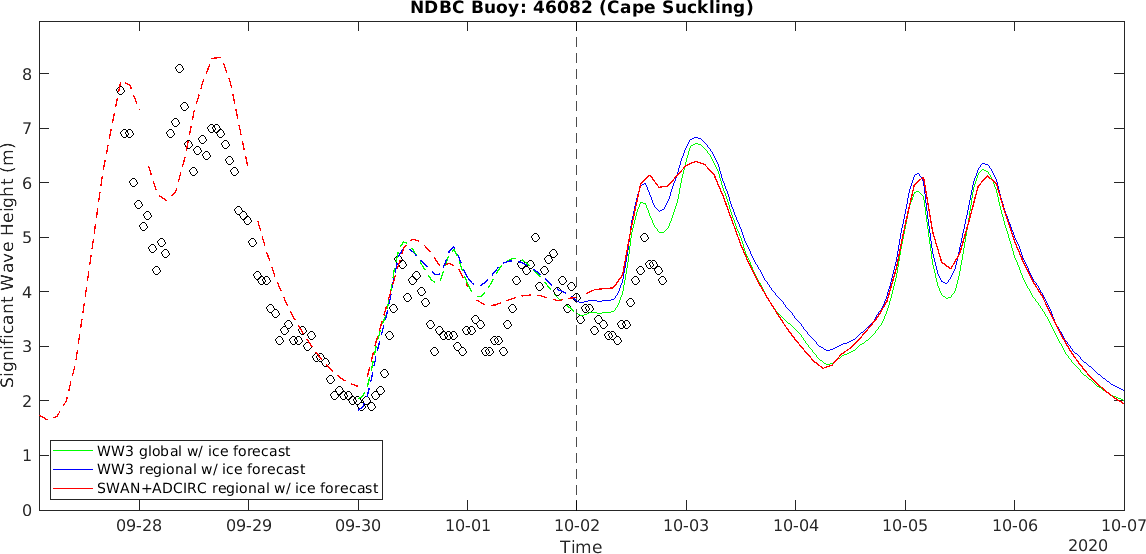 NDBC Buoy: 46082 (Cape Suckling)
Significant Wave Height (m)
8
7
6
5
4
3
2
1
0
WW3 global w/ ice forecast
WW3 regional w/ ice forecast
SWAN+ADCIRC regional w/ ice forecast
09-28 09-29 09-30 10-01 10-02 10-03 10-04 10-05 10-06 10-07
Time
2020